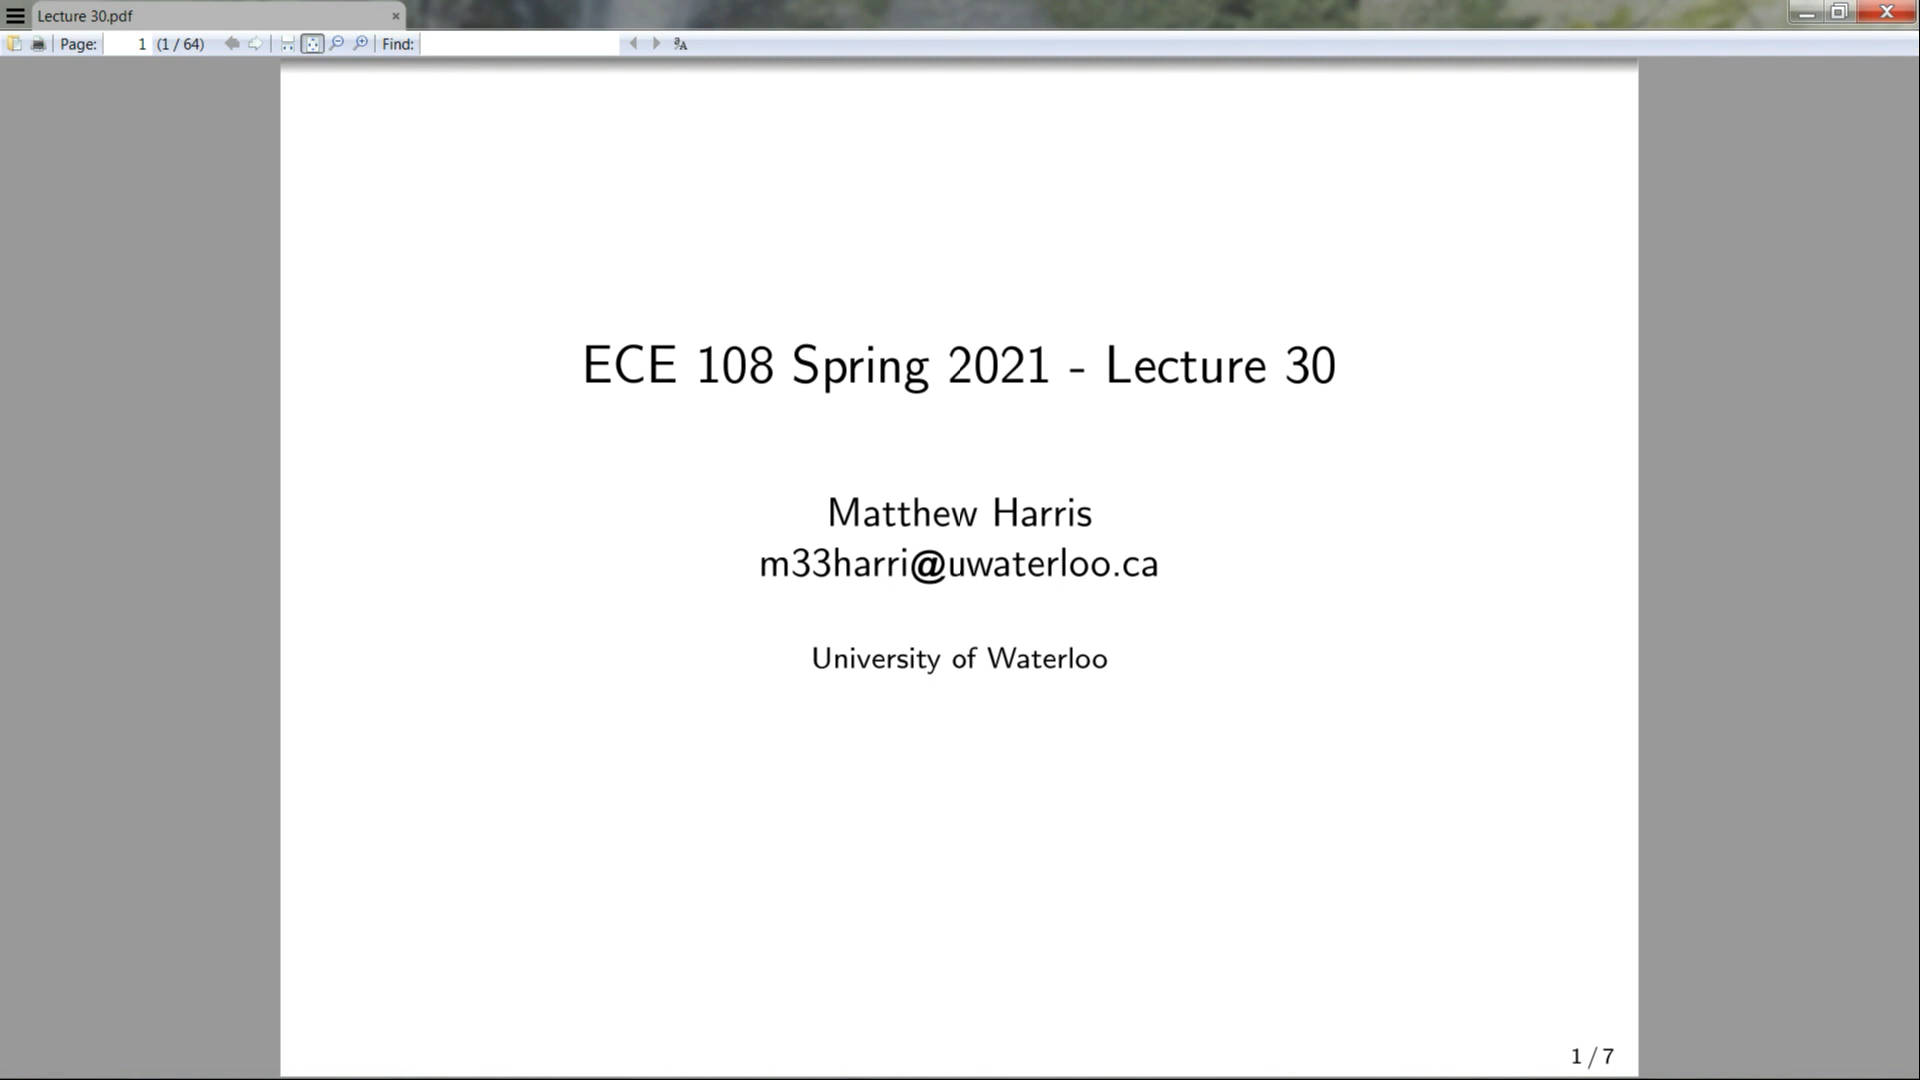 Lecture 30.pdf
Page: 1 (1 / 64) Find:
ECE 108 Spring 2021 - Lecture 30
Matthew Harris
m33harri@uwaterloo.ca
University of Waterloo
1 / 7